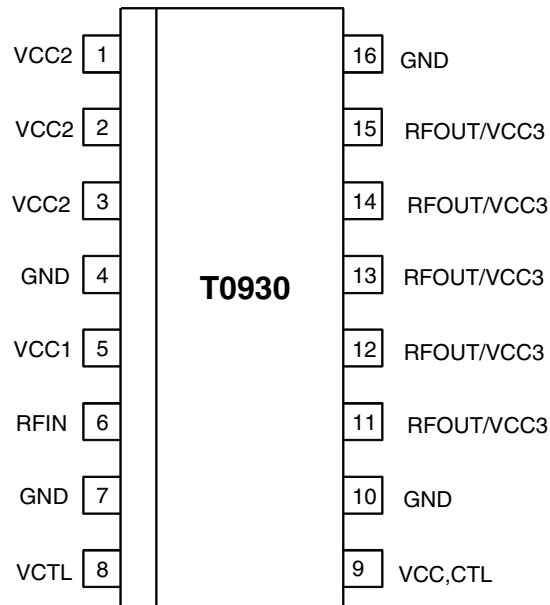 VCC2 1 16 GND
VCC2 2 15 RFOUT/VCC3
VCC2 3 14 RFOUT/VCC3
GND 4 T0930 13 RFOUT/VCC3
VCC1 5 12 RFOUT/VCC3
RFIN 6 11 RFOUT/VCC3
GND 7 10 GND
VCTL 8 9 VCC,CTL